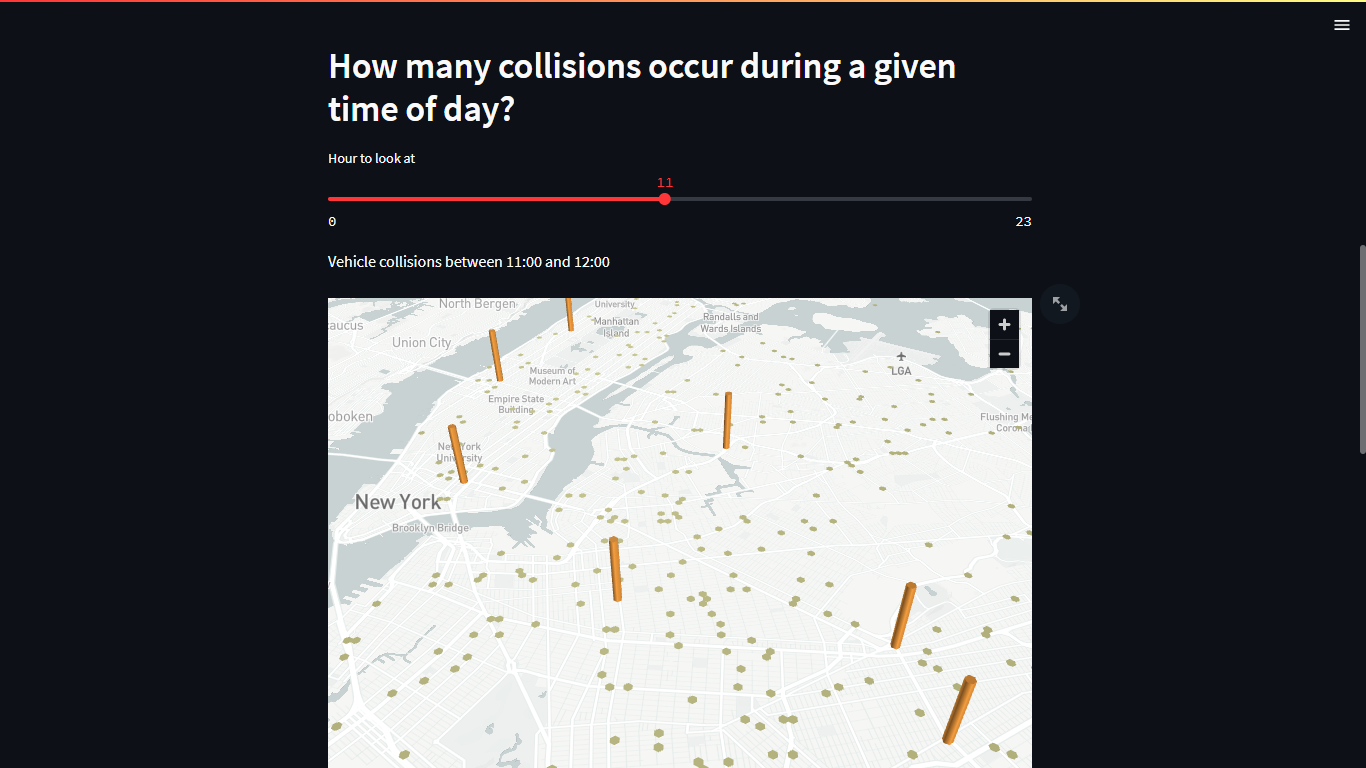 How many collisions occur during a given
time of day?
Hour to look at
11
0
23
Vehicle collisions between 11:00 and 12:00
North Bergen
University
Manhattan
Island
Randalls and
Wards Islands
aucus
Union City
LGA
Museum of
Modern Art
Empire State
Building
oboken
Flushing Me
Corona
New York
University
New York
Brooklyn Bridge